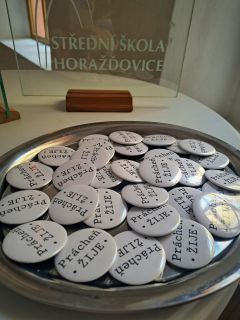 STŘEDNÍ ŠKOLA
HORAŽĎOVICE
Prácheň
· ŽIJE ·